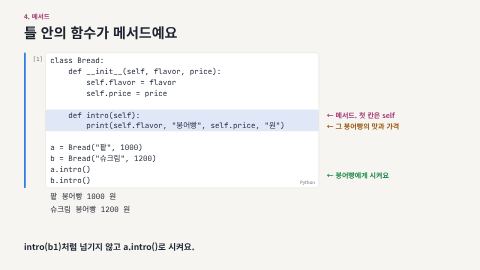 4. 메서드
틀 안의 함수가 메서드예요
[1]
class Bread:
    def __init__(self, flavor, price):
        self.flavor = flavor
        self.price = price

    def intro(self):
        print(self.flavor, "붕어빵", self.price, "원")

a = Bread("팥", 1000)
b = Bread("슈크림", 1200)
a.intro()
b.intro()
← 메서드. 첫 칸은 self
← 그 붕어빵의 맛과 가격
← 붕어빵에게 시켜요
Python
팥 붕어빵 1000 원
슈크림 붕어빵 1200 원
intro(b1)처럼 넘기지 않고 a.intro()로 시켜요.